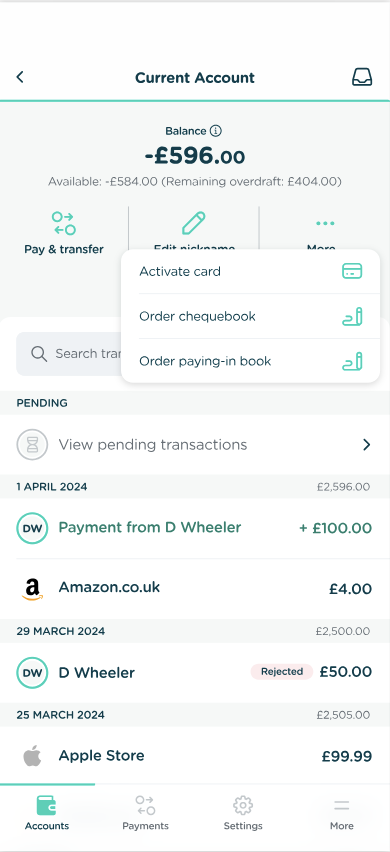 Current Account
Balance
-£596.00
Available: -£584.00 (Remaining overdraft: £404.00)
Pay & transfer
Edit nickname
More
Activate card
Order chequebook
Order paying-in book
Search
PENDING
View pending transactions
1 APRIL 2024 £2,596.00
DW Payment from D Wheeler + £100.00
a Amazon.co.uk £4.00
29 MARCH 2024 £2,500.00
DW D Wheeler Rejected £50.00
25 MARCH 2024 £2,505.00
Apple Store £99.99
Accounts Payments Settings More